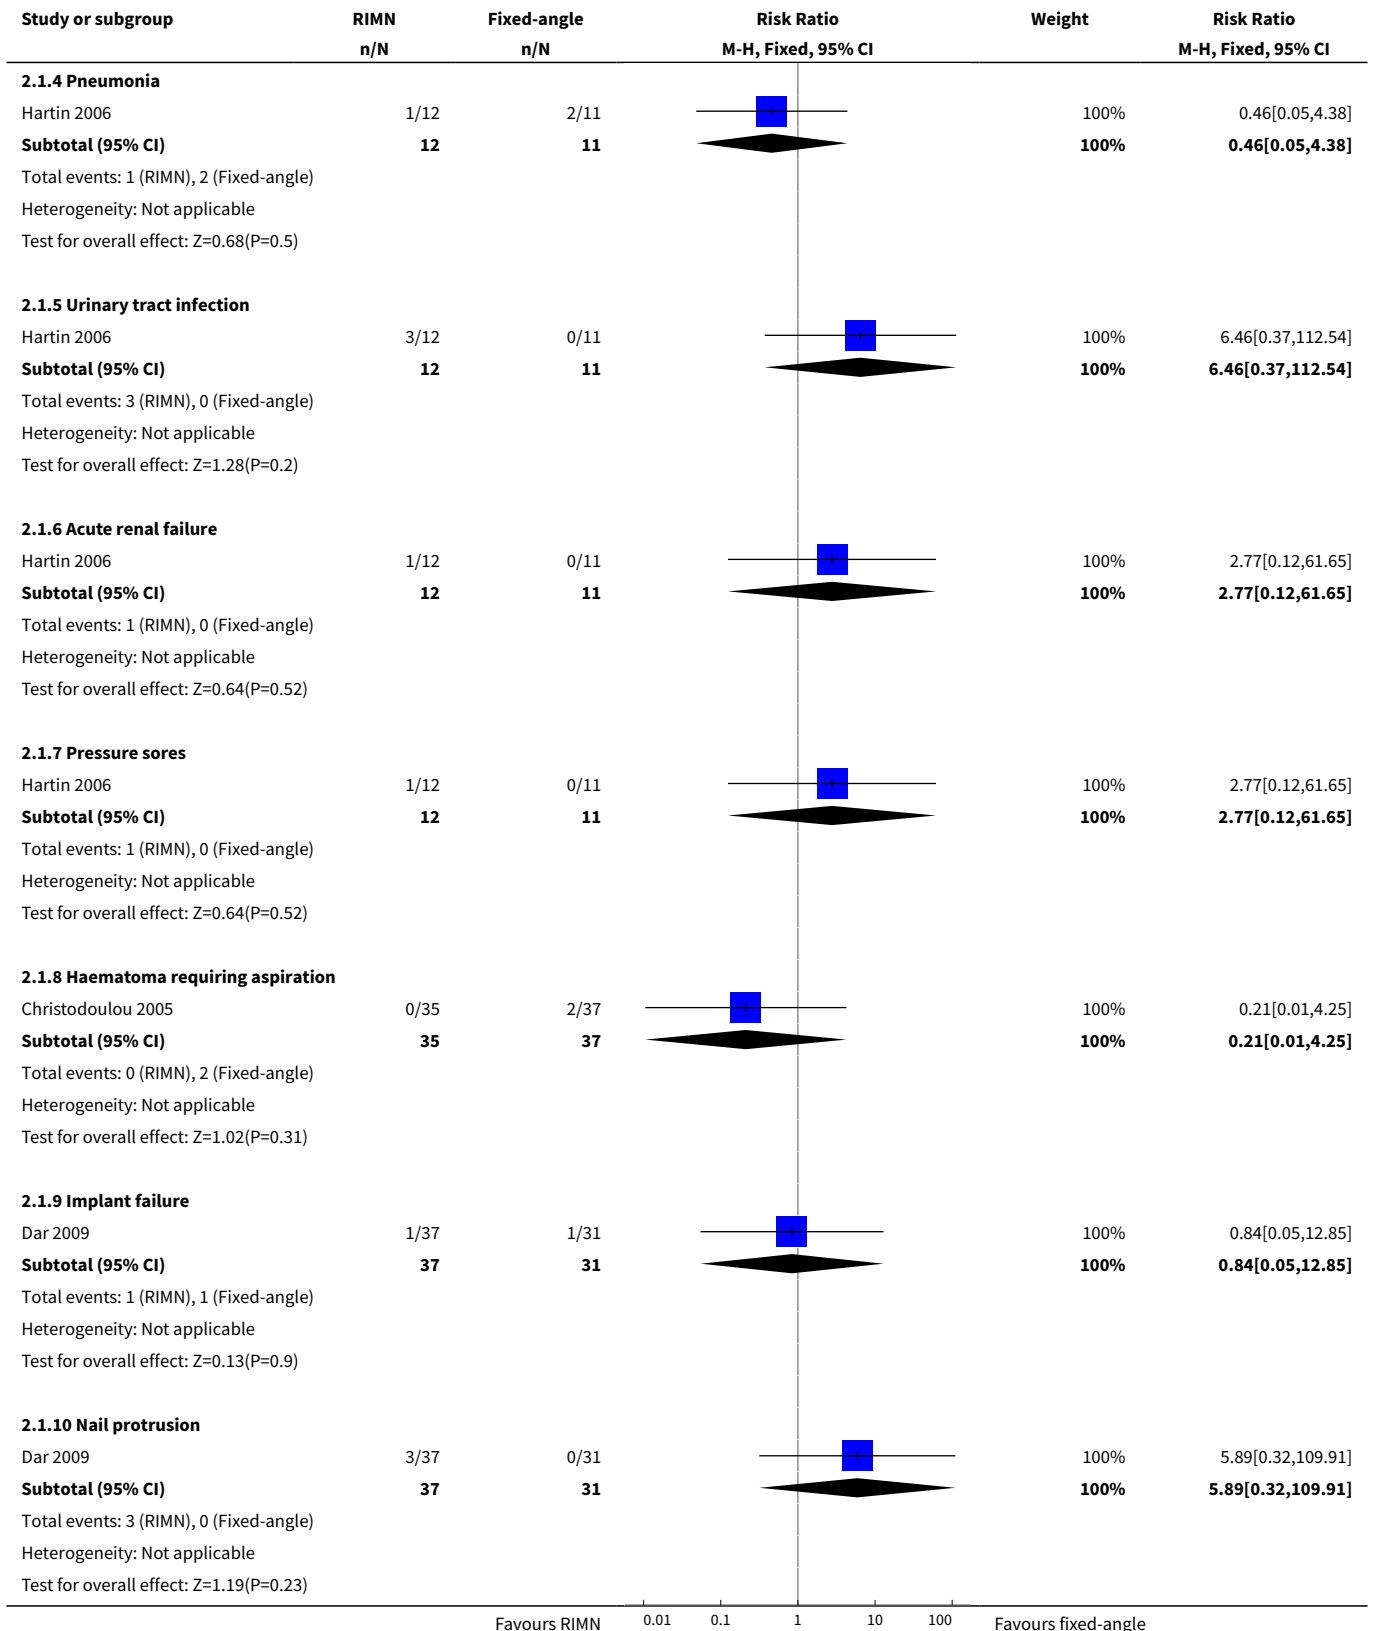 Study or subgroup RIMN Fixed-angle Risk Ratio Weight Risk Ratio
n/N n/N M-H, Fixed, 95% CI M-H, Fixed, 95% CI
2.1.4 Pneumonia
Hartin 2006 1/12 2/11 100% 0.46[0.05,4.38]
Subtotal (95% CI) 12 11 100% 0.46[0.05,4.38]
Total events: 1 (RIMN), 2 (Fixed-angle)
Heterogeneity: Not applicable
Test for overall effect: Z=0.68(P=0.5)
2.1.5 Urinary tract infection
Hartin 2006 3/12 0/11 100% 6.46[0.37,112.54]
Subtotal (95% CI) 12 11 100% 6.46[0.37,112.54]
Total events: 3 (RIMN), 0 (Fixed-angle)
Heterogeneity: Not applicable
Test for overall effect: Z=1.28(P=0.2)
2.1.6 Acute renal failure
Hartin 2006 1/12 0/11 100% 2.77[0.12,61.65]
Subtotal (95% CI) 12 11 100% 2.77[0.12,61.65]
Total events: 1 (RIMN), 0 (Fixed-angle)
Heterogeneity: Not applicable
Test for overall effect: Z=0.64(P=0.52)
2.1.7 Pressure sores
Hartin 2006 1/12 0/11 100% 2.77[0.12,61.65]
Subtotal (95% CI) 12 11 100% 2.77[0.12,61.65]
Total events: 1 (RIMN), 0 (Fixed-angle)
Heterogeneity: Not applicable
Test for overall effect: Z=0.64(P=0.52)
2.1.8 Haematoma requiring aspiration
Christodoulou 2005 0/35 2/37 100% 0.21[0.01,4.25]
Subtotal (95% CI) 35 37 100% 0.21[0.01,4.25]
Total events: 0 (RIMN), 2 (Fixed-angle)
Heterogeneity: Not applicable
Test for overall effect: Z=1.02(P=0.31)
2.1.9 Implant failure
Dar 2009 1/37 1/31 100% 0.84[0.05,12.85]
Subtotal (95% CI) 37 31 100% 0.84[0.05,12.85]
Total events: 1 (RIMN), 1 (Fixed-angle)
Heterogeneity: Not applicable
Test for overall effect: Z=0.13(P=0.9)
2.1.10 Nail protrusion
Dar 2009 3/37 0/31 100% 5.89[0.32,109.91]
Subtotal (95% CI) 37 31 100% 5.89[0.32,109.91]
Total events: 3 (RIMN), 0 (Fixed-angle)
Heterogeneity: Not applicable
Test for overall effect: Z=1.19(P=0.23)
Favours RIMN 0.01 0.1 1 10 100 Favours fixed-angle